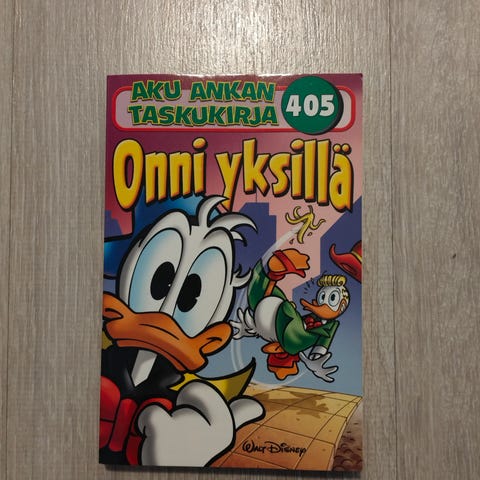 AKU ANKAN
TASKUKIRJA
405
Onni yksillä
WALT DISNEY